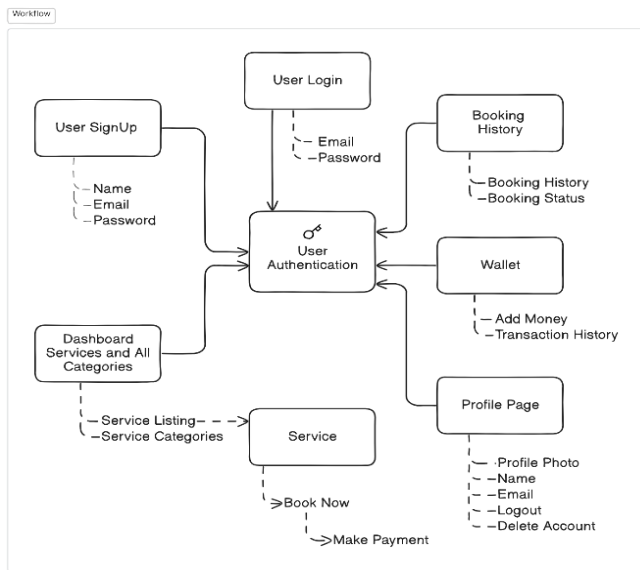 Workflow
User Login
Email
Password
User SignUp
Name
Email
Password
Booking
History
Booking History
Booking Status
User
Authentication
Wallet
Add Money
Transaction History
Dashboard
Services and All
Categories
Service Listing
Service Categories
Service
Book Now
Make Payment
Profile Page
Profile Photo
Name
Email
Logout
Delete Account